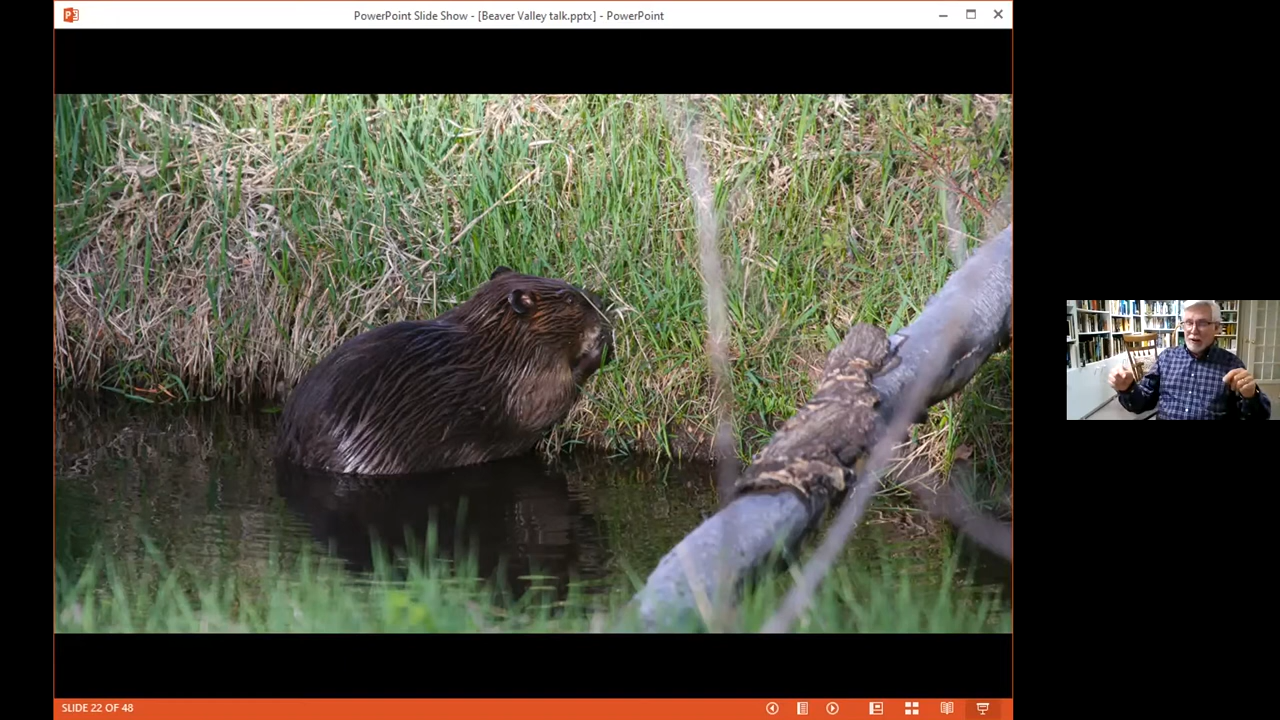 PowerPoint Slide Show - [Beaver Valley talk.pptx] - PowerPoint
SLIDE 22 OF 48